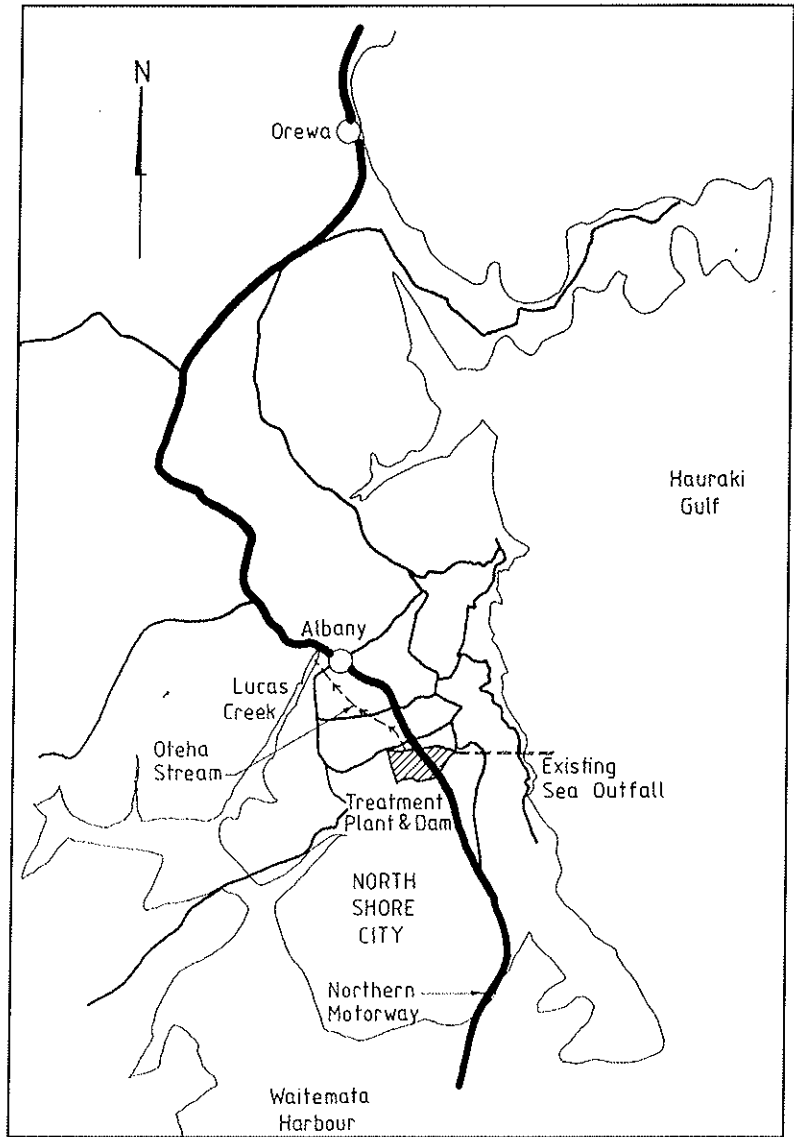 N
Orewa
Hauraki
Gulf
Albany
Lucas
Creek
Oteha
Stream
Existing
Sea Outfall
Treatment
Plant & Dam
NORTH
SHORE
CITY
Northern
Motorway
Waitemata
Harbour